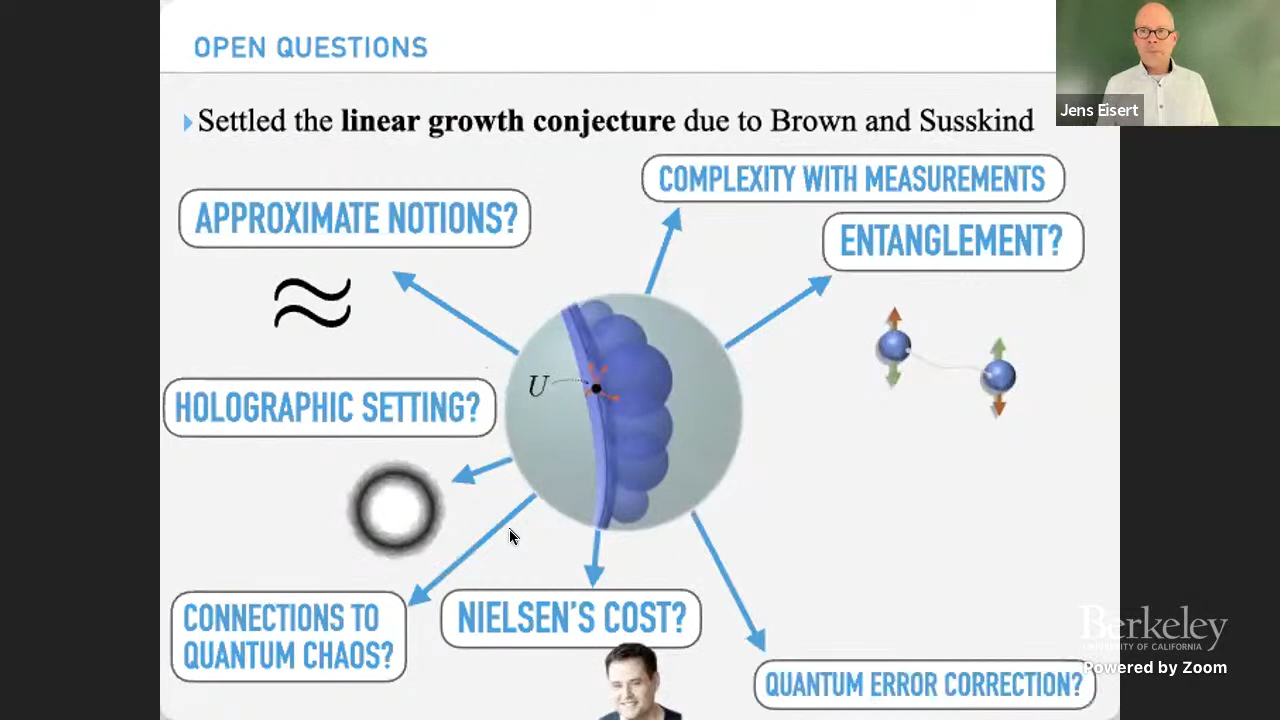 OPEN QUESTIONS
Jens Eisert
Settled the linear growth conjecture due to Brown and Susskind
COMPLEXITY WITH MEASUREMENTS
APPROXIMATE NOTIONS?
ENTANGLEMENT?
≈
U
HOLOGRAPHIC SETTING?
CONNECTIONS TO
QUANTUM CHAOS?
NIELSEN'S COST?
QUANTUM ERROR CORRECTION?
Berkeley
UNIVERSITY OF CALIFORNIA
Powered by Zoom